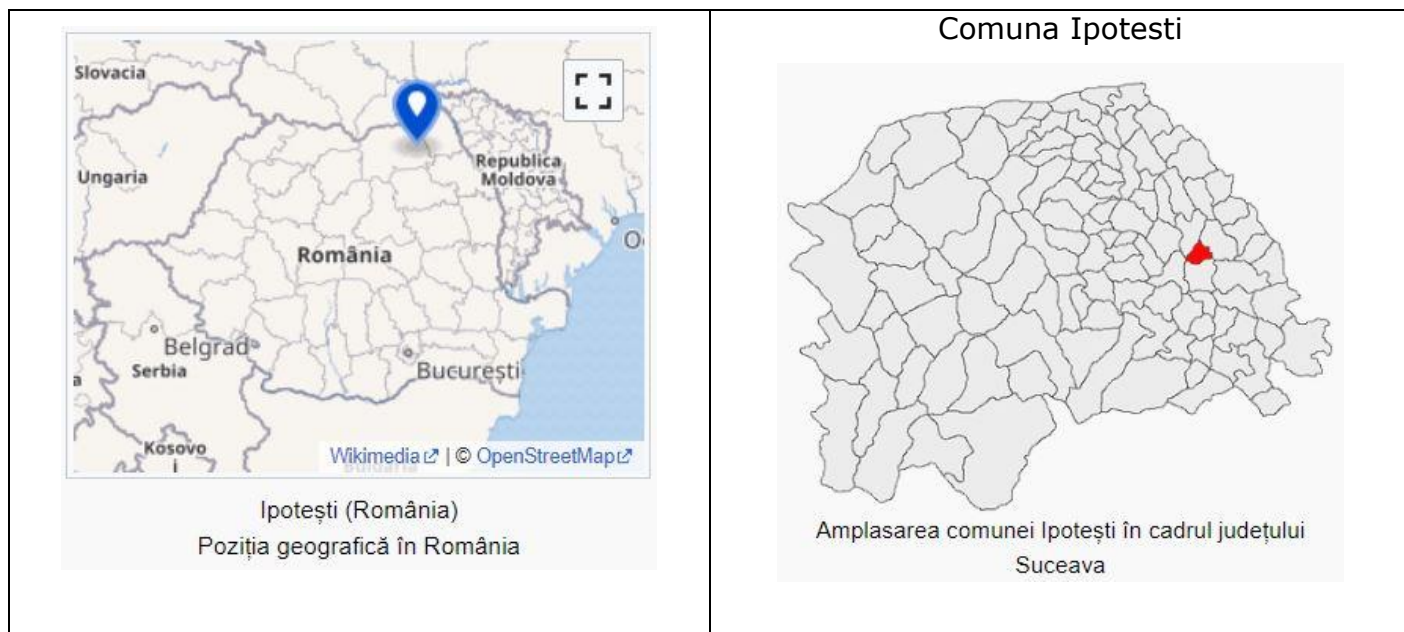 Slovacia
Ungaria
Republica
Moldova
România
Belgrad
Serbia
București
Kosovo
Wikimedia | © OpenStreetMap
Ipotești (România)
Poziția geografică în România
Comuna Ipotesti
Amplasarea comunei Ipotești în cadrul județului
Suceava